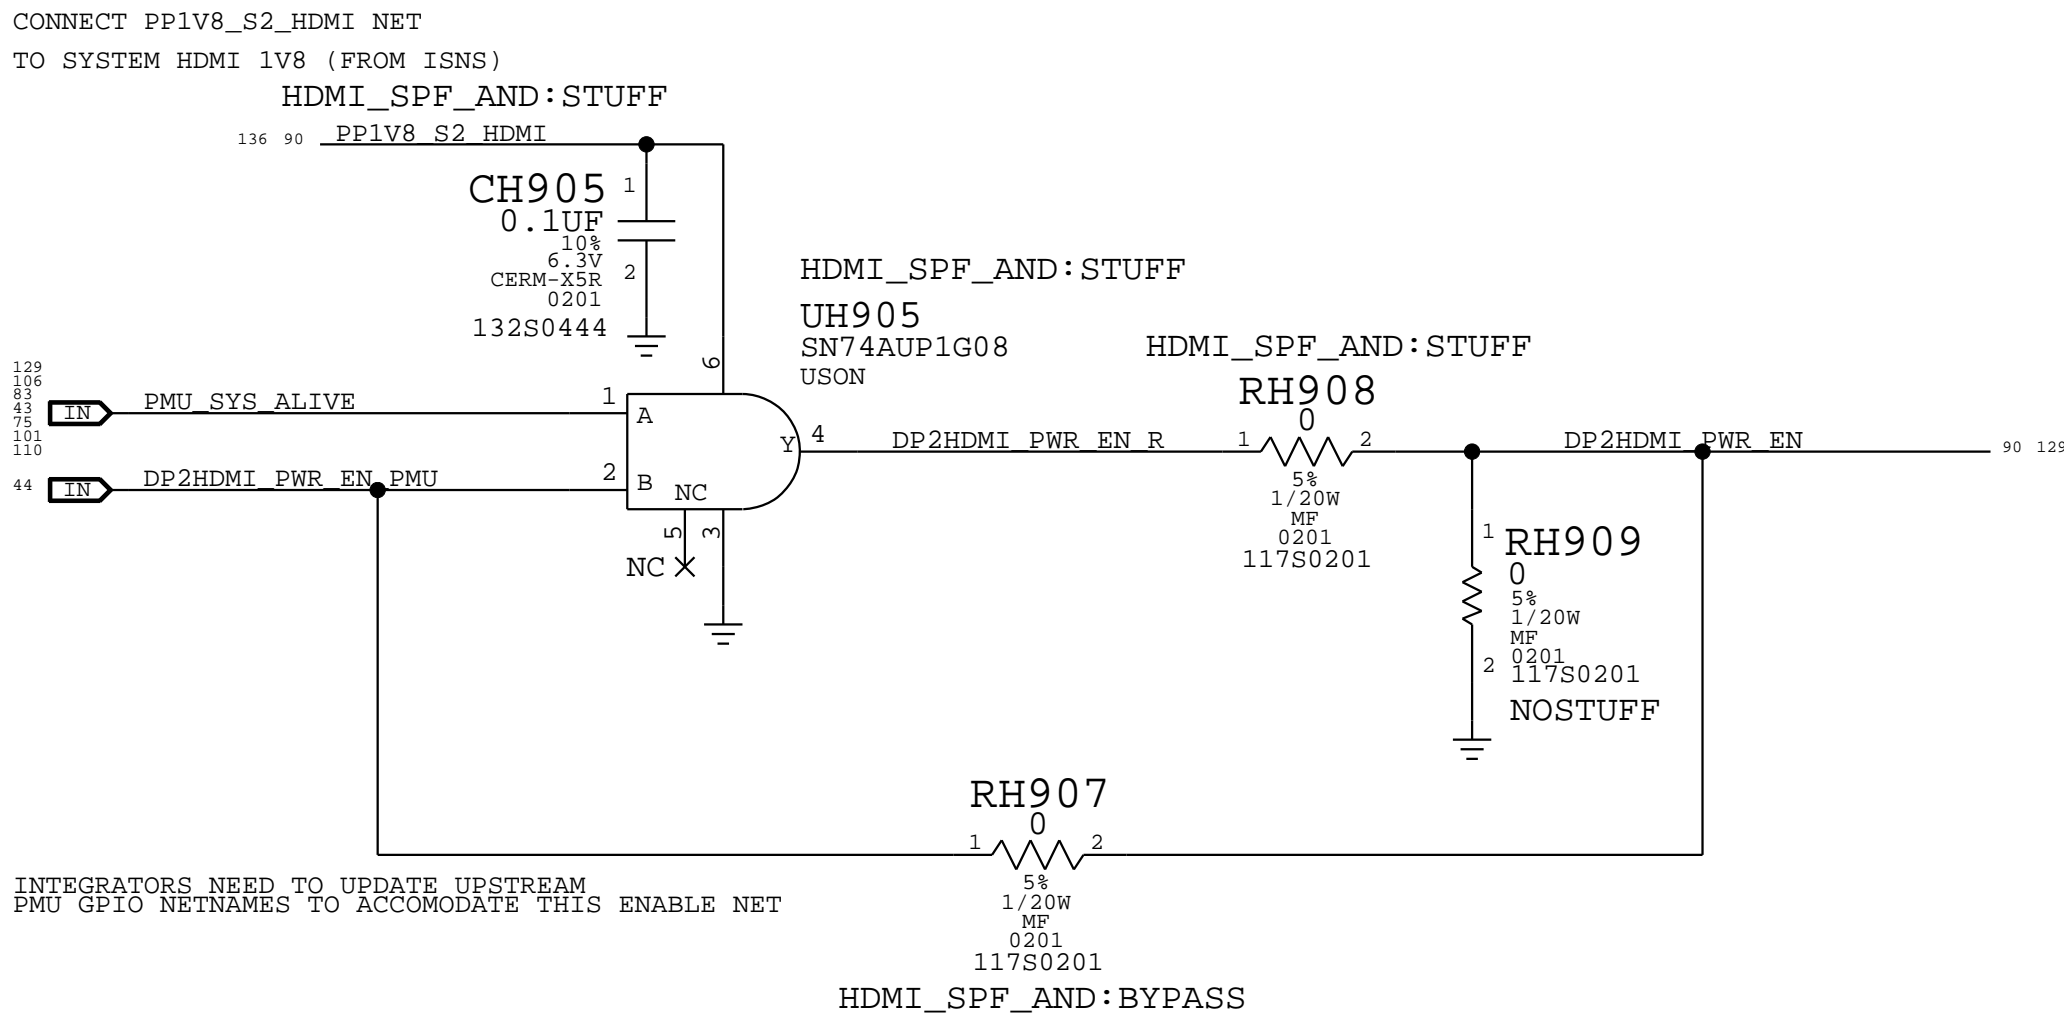 CONNECT PP1V8_S2_HDMI NET
TO SYSTEM HDMI 1V8 (FROM ISNS)
HDMI_SPF_AND:STUFF
136 90 PP1V8_S2_HDMI
CH905
1
0.1UF
10%
6.3V
CERM-X5R
2
0201
132S0444
6
HDMI_SPF_AND:STUFF
UH905
SN74AUP1G08
USON
HDMI_SPF_AND:STUFF
RH908
0
129
106
83
43
75
101
110
IN PMU_SYS_ALIVE 1 A
Y 4 DP2HDMI_PWR_EN_R 1 2 DP2HDMI_PWR_EN 90 129
44 IN DP2HDMI_PWR_EN_PMU 2 B
NC
5 3
NC
5%
1/20W
MF
0201
117S0201
1 RH909
0
5%
1/20W
MF
2 0201
117S0201
NOSTUFF
RH907
0
1 2
5%
1/20W
MF
0201
117S0201
HDMI_SPF_AND:BYPASS
INTEGRATORS NEED TO UPDATE UPSTREAM
PMU GPIO NETNAMES TO ACCOMODATE THIS ENABLE NET